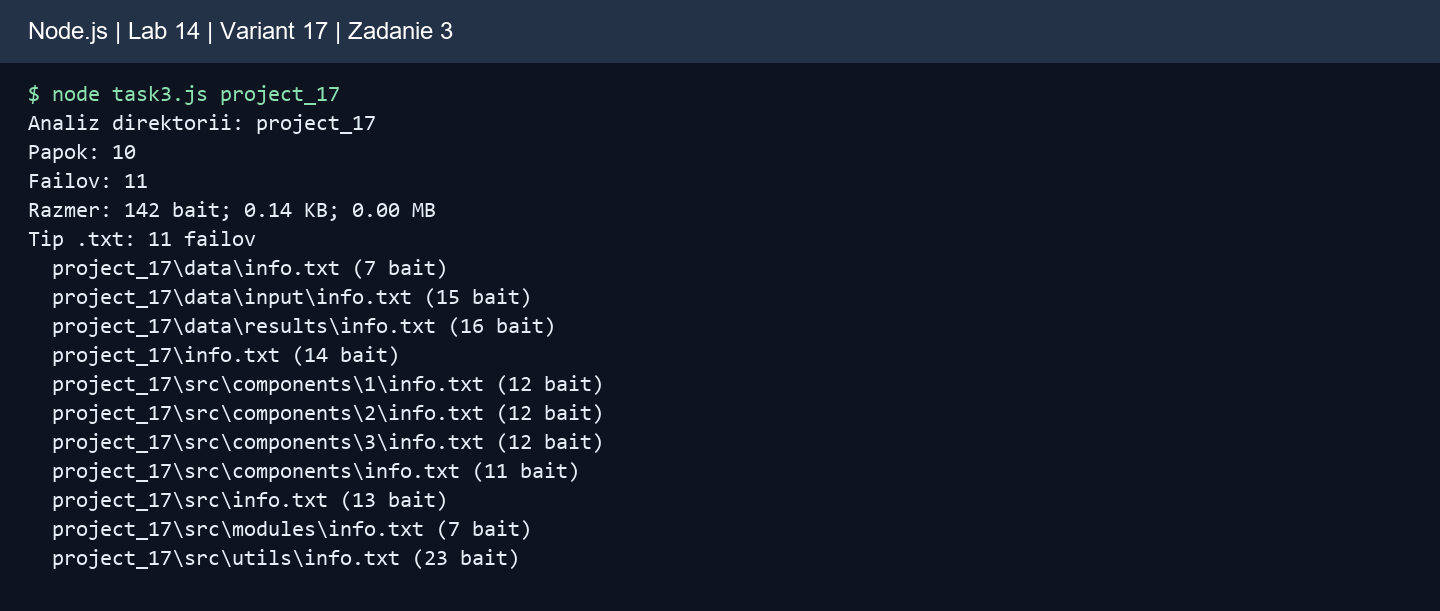 Node.js | Lab 14 | Variant 17 | Zadanie 3
$ node task3.js project_17
Analiz direktorii: project_17
Papok: 10
Failov: 11
Razmer: 142 bait; 0.14 KB; 0.00 MB
Tip .txt: 11 failov
  project_17\data\info.txt (7 bait)
  project_17\data\input\info.txt (15 bait)
  project_17\data\results\info.txt (16 bait)
  project_17\info.txt (14 bait)
  project_17\src\components\1\info.txt (12 bait)
  project_17\src\components\2\info.txt (12 bait)
  project_17\src\components\3\info.txt (12 bait)
  project_17\src\components\info.txt (11 bait)
  project_17\src\info.txt (13 bait)
  project_17\src\modules\info.txt (7 bait)
  project_17\src\utils\info.txt (23 bait)